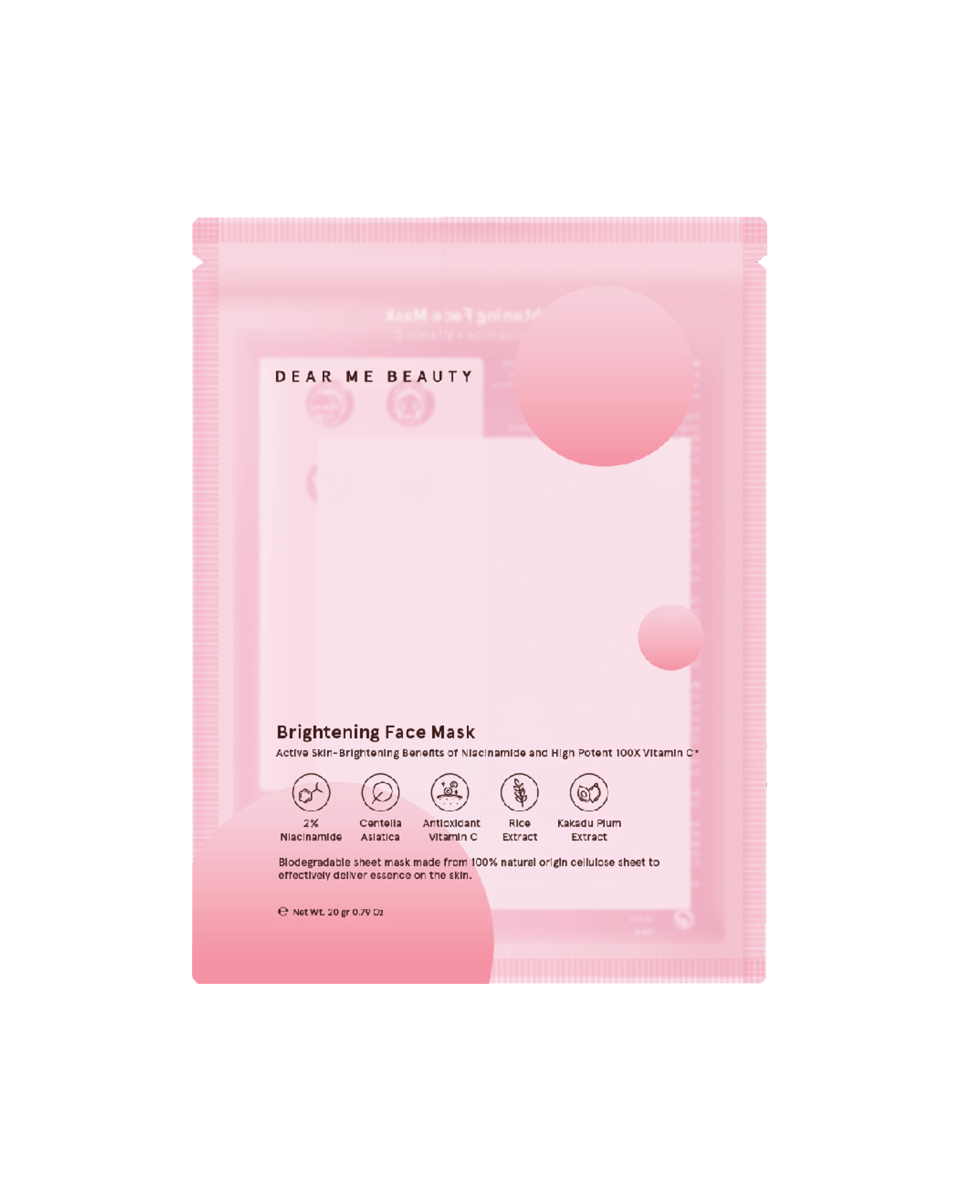 DEAR ME BEAUTY
Brightening Face Mask
Active Skin-Brightening Benefits of Niacinamide and High Potent 100X Vitamin C*
2%
Niacinamide
Centella
Asiatica
Antioxidant
Vitamin C
Rice
Extract
Kakadu Plum
Extract
Biodegradable sheet mask made from 100% natural origin cellulose sheet to
effectively deliver essence on the skin.
℮ Net Wt. 20 gr 0.79 Oz